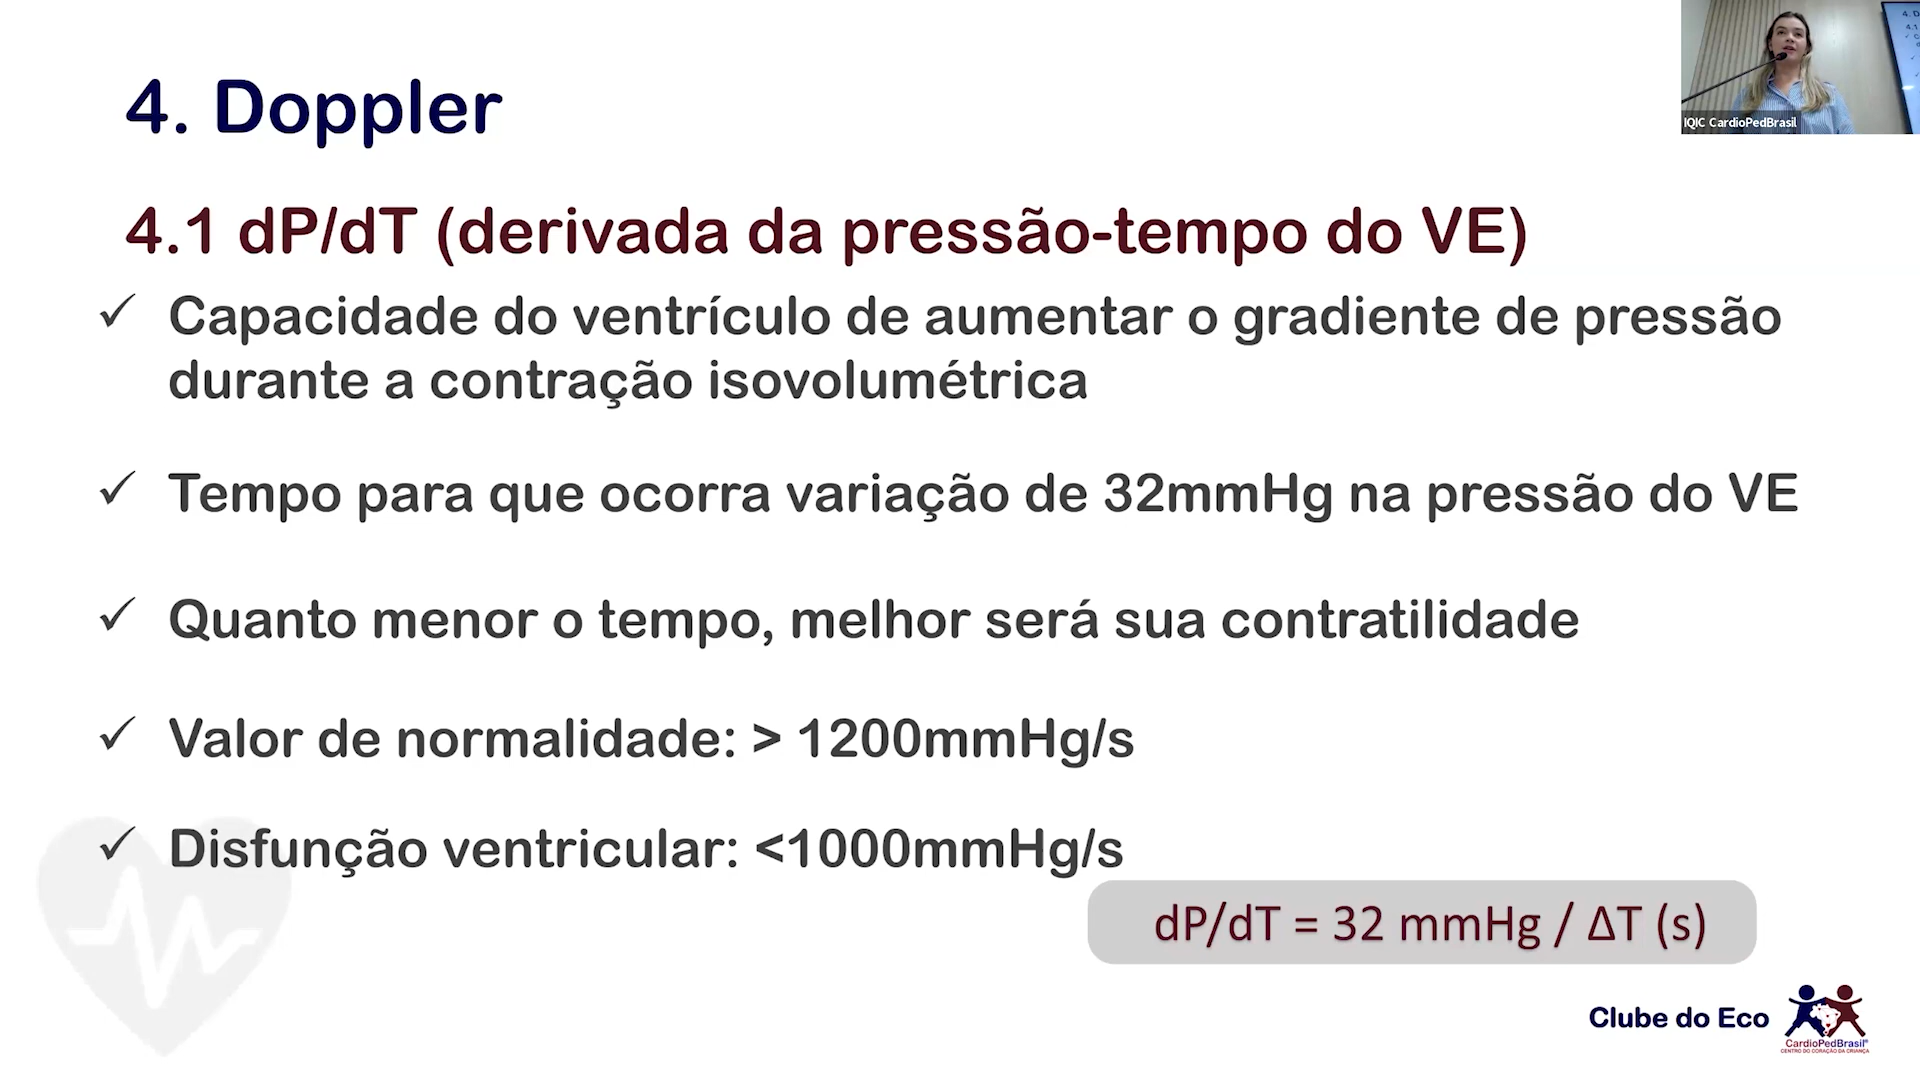 4. Doppler
IQIC CardioPedBrasil
4.1 dP/dT (derivada da pressão-tempo do VE)
✓ Capacidade do ventrículo de aumentar o gradiente de pressão
durante a contração isovolumétrica
✓ Tempo para que ocorra variação de 32mmHg na pressão do VE
✓ Quanto menor o tempo, melhor será sua contratilidade
✓ Valor de normalidade: > 1200mmHg/s
✓ Disfunção ventricular: <1000mmHg/s
dP/dT = 32 mmHg / ΔT (s)
Clube do Eco
CardioPedBrasil®
CENTRO DO CORAÇÃO DA CRIANÇA